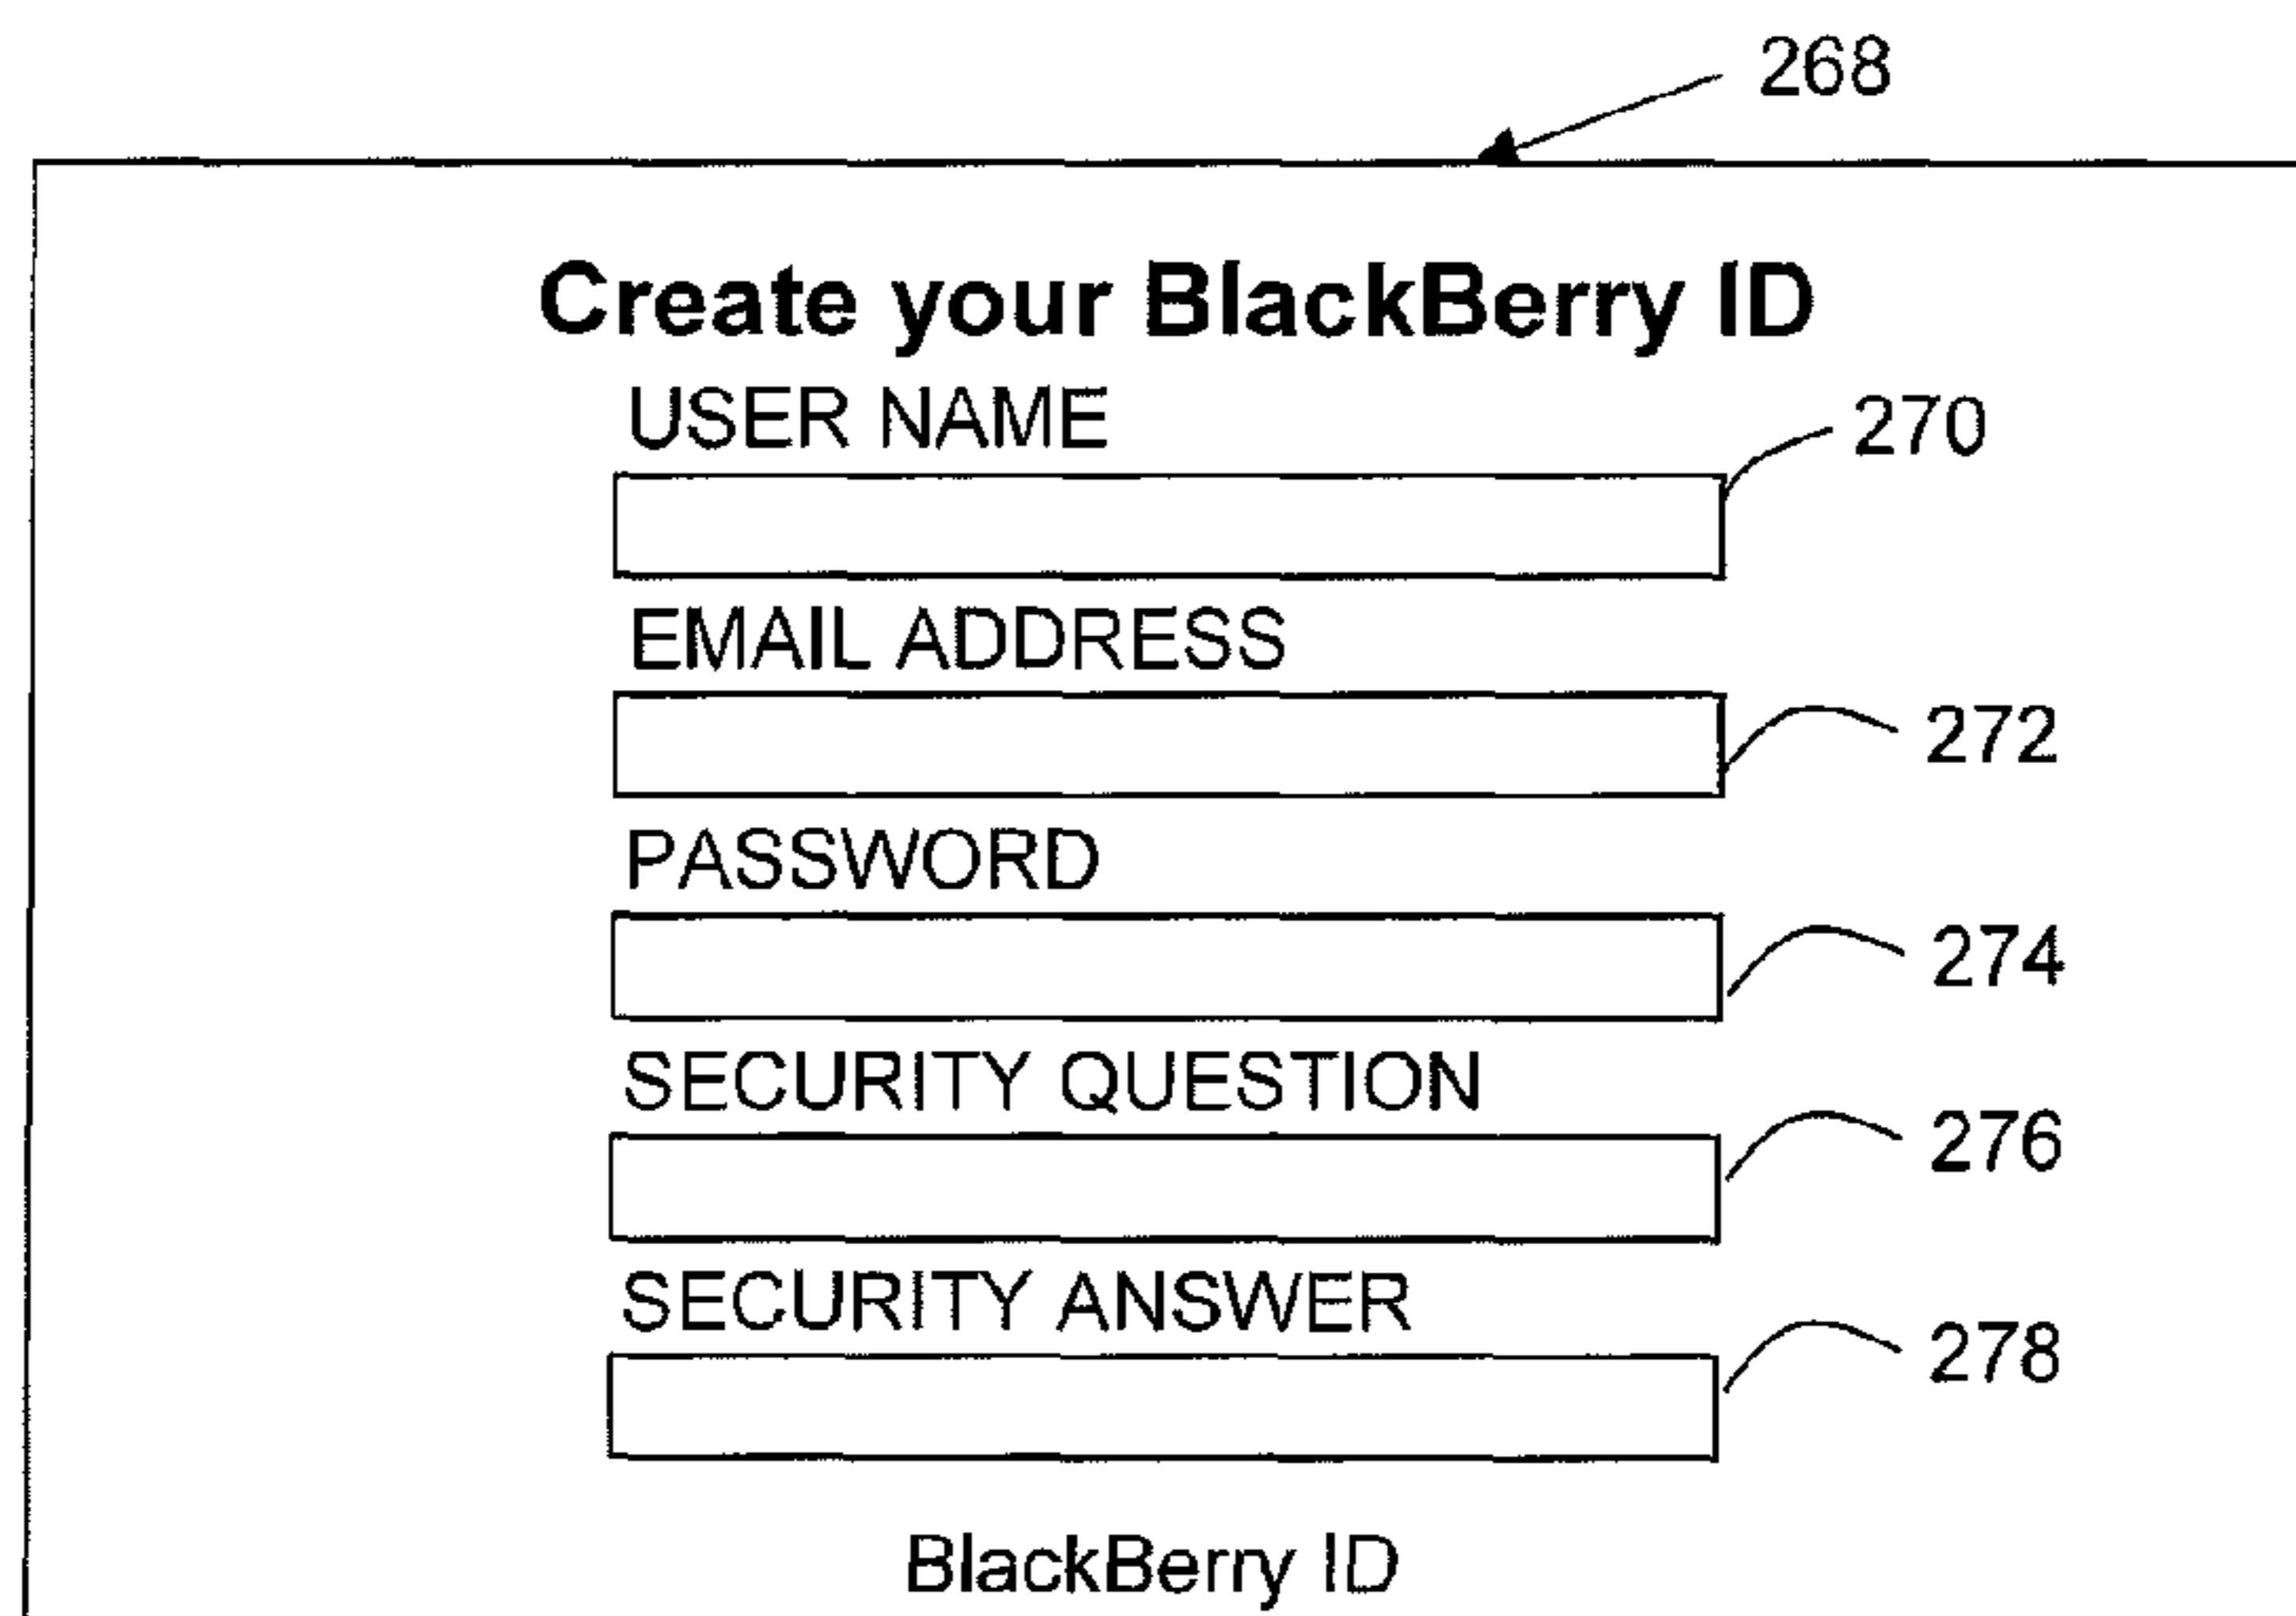 268
Create your BlackBerry ID
USER NAME
270
EMAIL ADDRESS
272
PASSWORD
274
SECURITY QUESTION
276
SECURITY ANSWER
278
BlackBerry ID